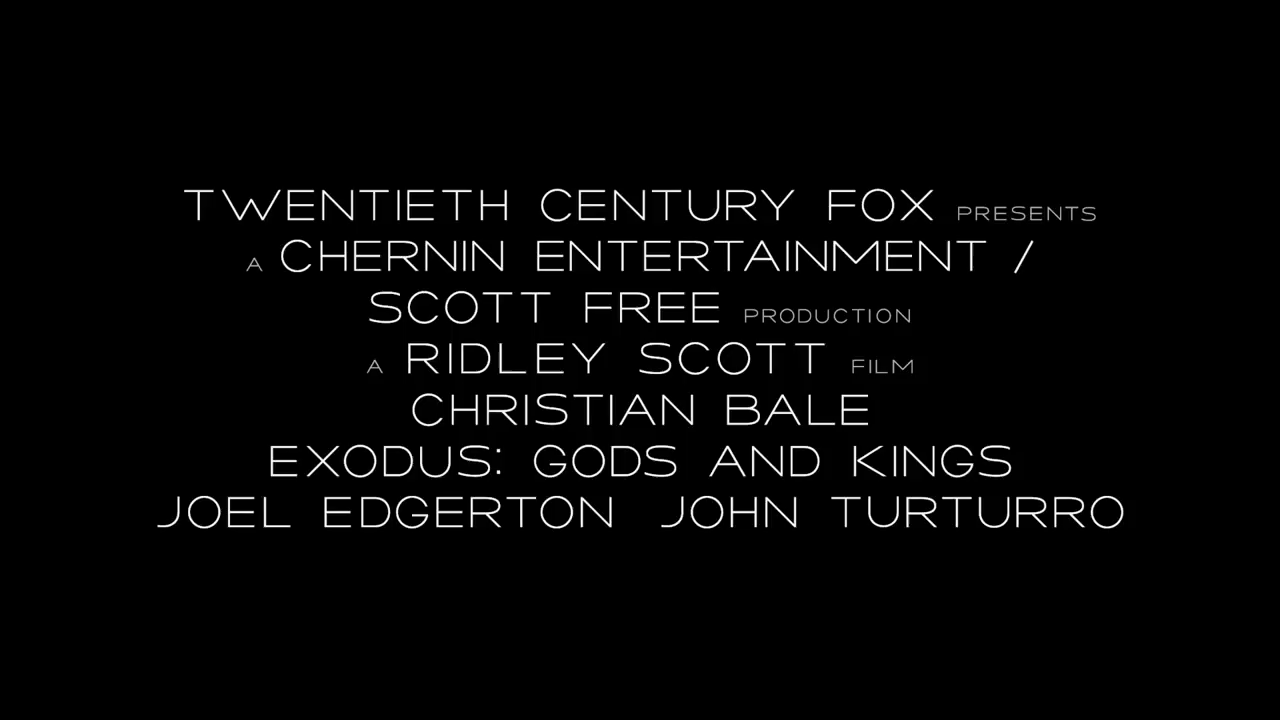 TWENTIETH CENTURY FOX PRESENTS
A CHERNIN ENTERTAINMENT /
SCOTT FREE PRODUCTION
A RIDLEY SCOTT FILM
CHRISTIAN BALE
EXODUS: GODS AND KINGS
JOEL EDGERTON JOHN TURTURRO